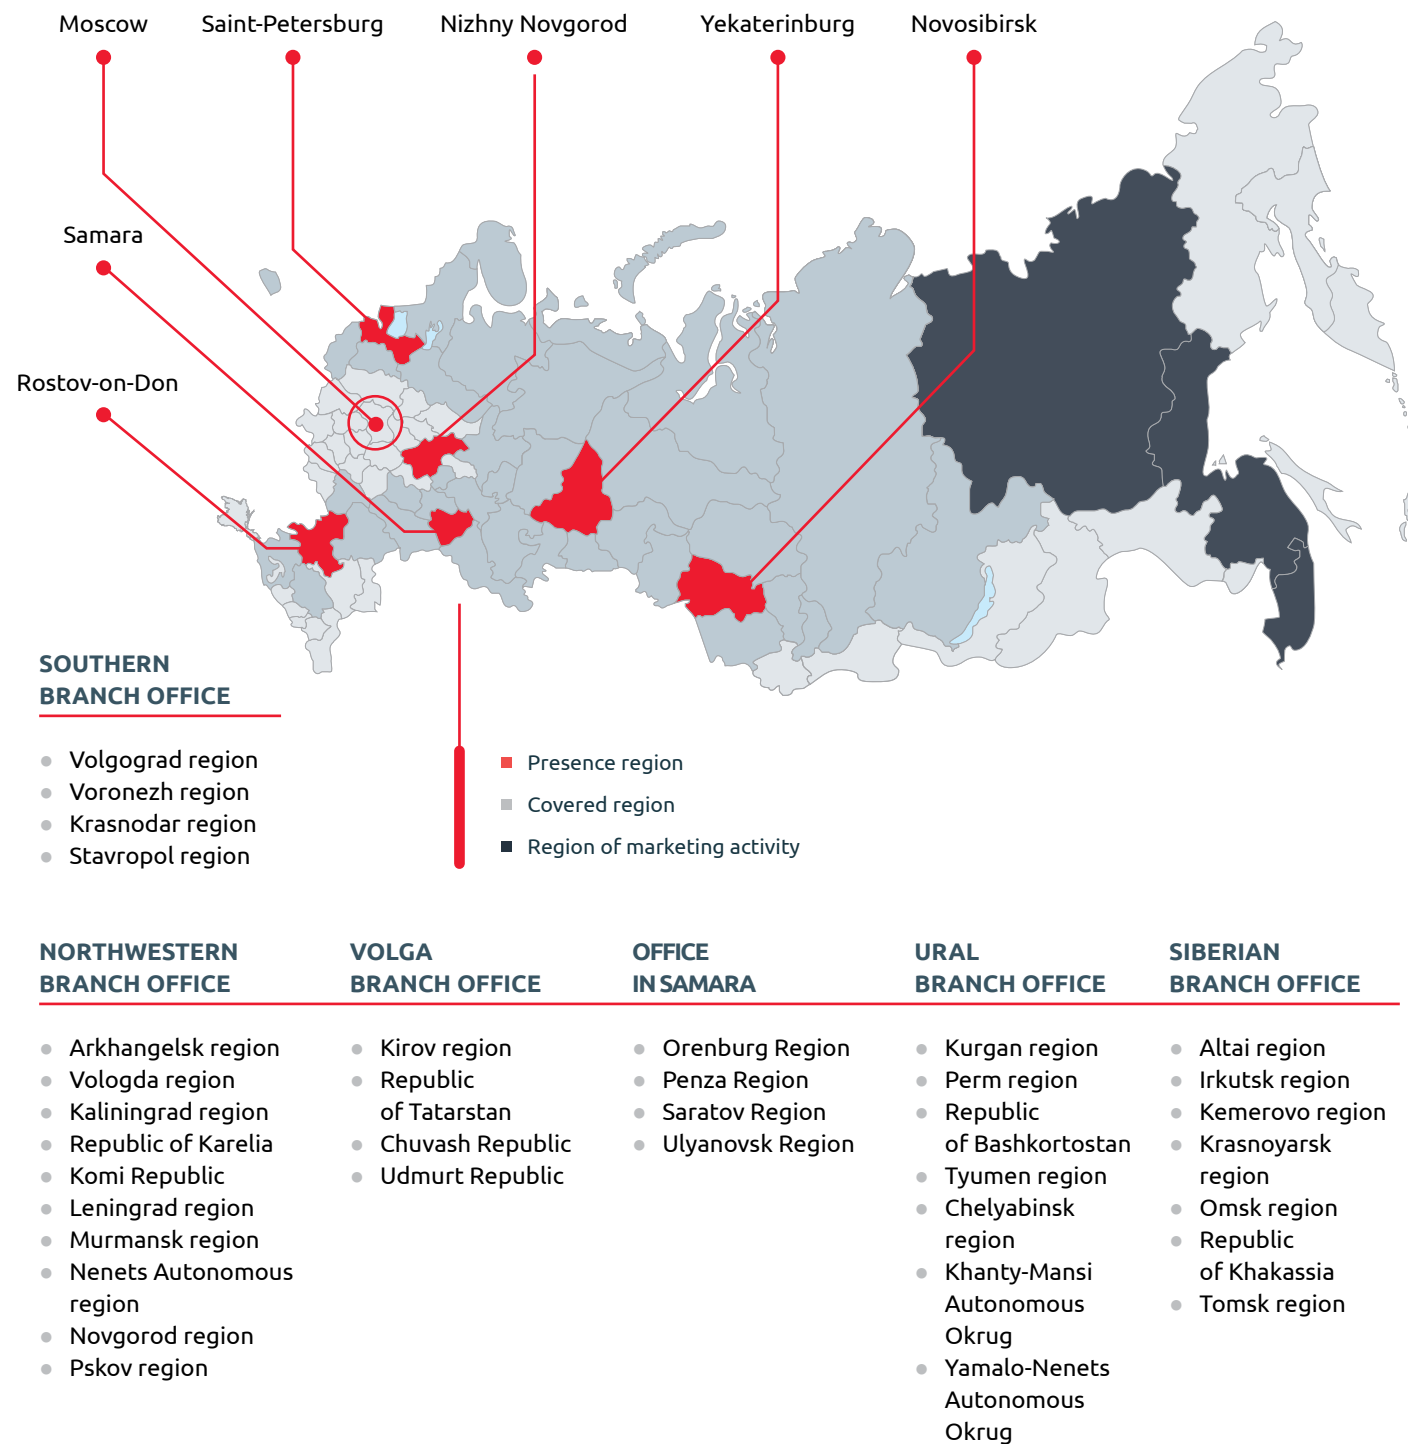 Moscow
Saint-Petersburg
Nizhny Novgorod
Yekaterinburg
Novosibirsk
Samara
Rostov-on-Don
SOUTHERN
BRANCH OFFICE
Volgograd region
Voronezh region
Krasnodar region
Stavropol region
Presence region
Covered region
Region of marketing activity
NORTHWESTERN
BRANCH OFFICE
Arkhangelsk region
Vologda region
Kaliningrad region
Republic of Karelia
Komi Republic
Leningrad region
Murmansk region
Nenets Autonomous
region
Novgorod region
Pskov region
VOLGA
BRANCH OFFICE
Kirov region
Republic
of Tatarstan
Chuvash Republic
Udmurt Republic
OFFICE
IN SAMARA
Orenburg Region
Penza Region
Saratov Region
Ulyanovsk Region
URAL
BRANCH OFFICE
Kurgan region
Perm region
Republic
of Bashkortostan
Tyumen region
Chelyabinsk
region
Khanty-Mansi
Autonomous
Okrug
Yamalo-Nenets
Autonomous
Okrug
SIBERIAN
BRANCH OFFICE
Altai region
Irkutsk region
Kemerovo region
Krasnoyarsk
region
Omsk region
Republic
of Khakassia
Tomsk region